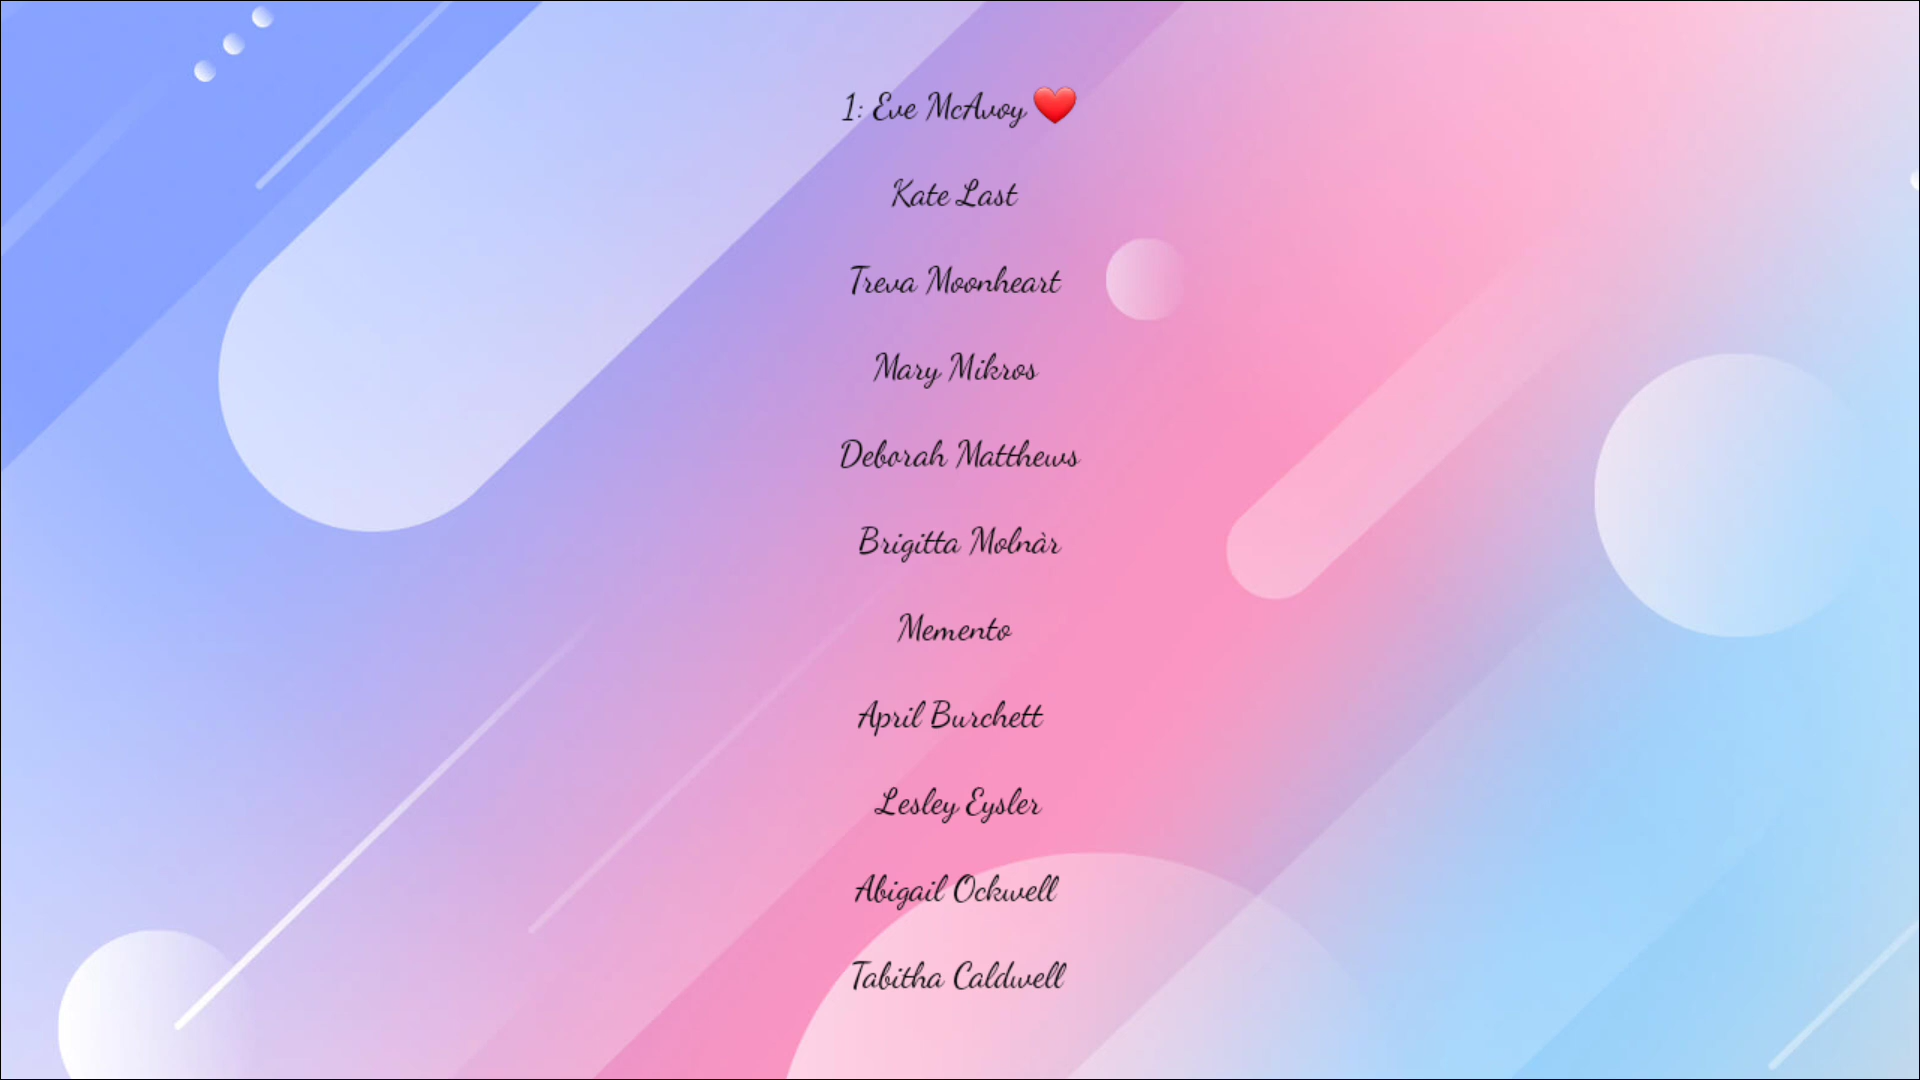 1: Eve McAvoy ❤️
Kate Last
Treva Moonheart
Mary Mikros
Deborah Matthews
Brigitta Molnàr
Memento
April Burchett
Lesley Eysler
Abigail Ockwell
Tabitha Caldwell